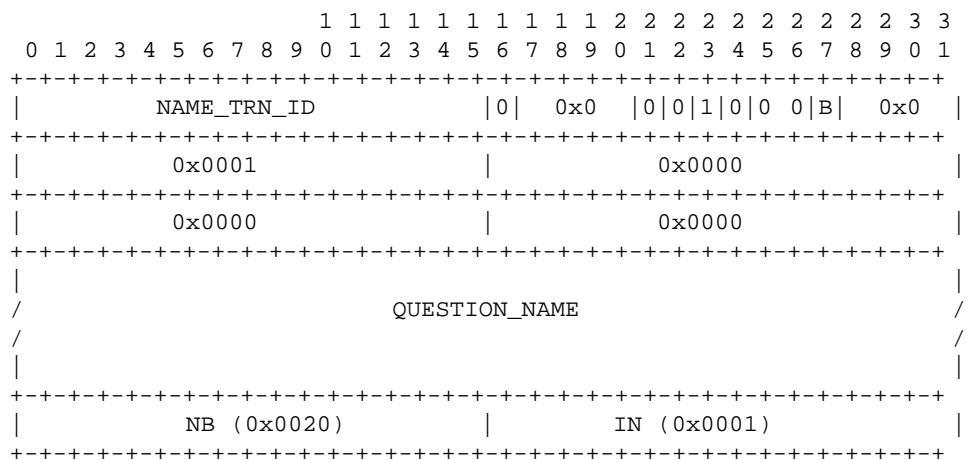 1 1 1 1 1 1 1 1 1 1 2 2 2 2 2 2 2 2 2 2 3 3
 0 1 2 3 4 5 6 7 8 9 0 1 2 3 4 5 6 7 8 9 0 1 2 3 4 5 6 7 8 9 0 1
+-+-+-+-+-+-+-+-+-+-+-+-+-+-+-+-+-+-+-+-+-+-+-+-+-+-+-+-+-+-+-+
|         NAME_TRN_ID           |0|  0x0  |0|0|1|0|0 0|B|  0x0  |
+-+-+-+-+-+-+-+-+-+-+-+-+-+-+-+-+-+-+-+-+-+-+-+-+-+-+-+-+-+-+-+
|          0x0001               |           0x0000              |
+-+-+-+-+-+-+-+-+-+-+-+-+-+-+-+-+-+-+-+-+-+-+-+-+-+-+-+-+-+-+-+
|          0x0000               |           0x0000              |
+-+-+-+-+-+-+-+-+-+-+-+-+-+-+-+-+-+-+-+-+-+-+-+-+-+-+-+-+-+-+-+
|                                                               |
/                         QUESTION_NAME                         /
/                                                               /
|                                                               |
+-+-+-+-+-+-+-+-+-+-+-+-+-+-+-+-+-+-+-+-+-+-+-+-+-+-+-+-+-+-+-+
|           NB (0x0020)         |        IN (0x0001)            |
+-+-+-+-+-+-+-+-+-+-+-+-+-+-+-+-+-+-+-+-+-+-+-+-+-+-+-+-+-+-+-+